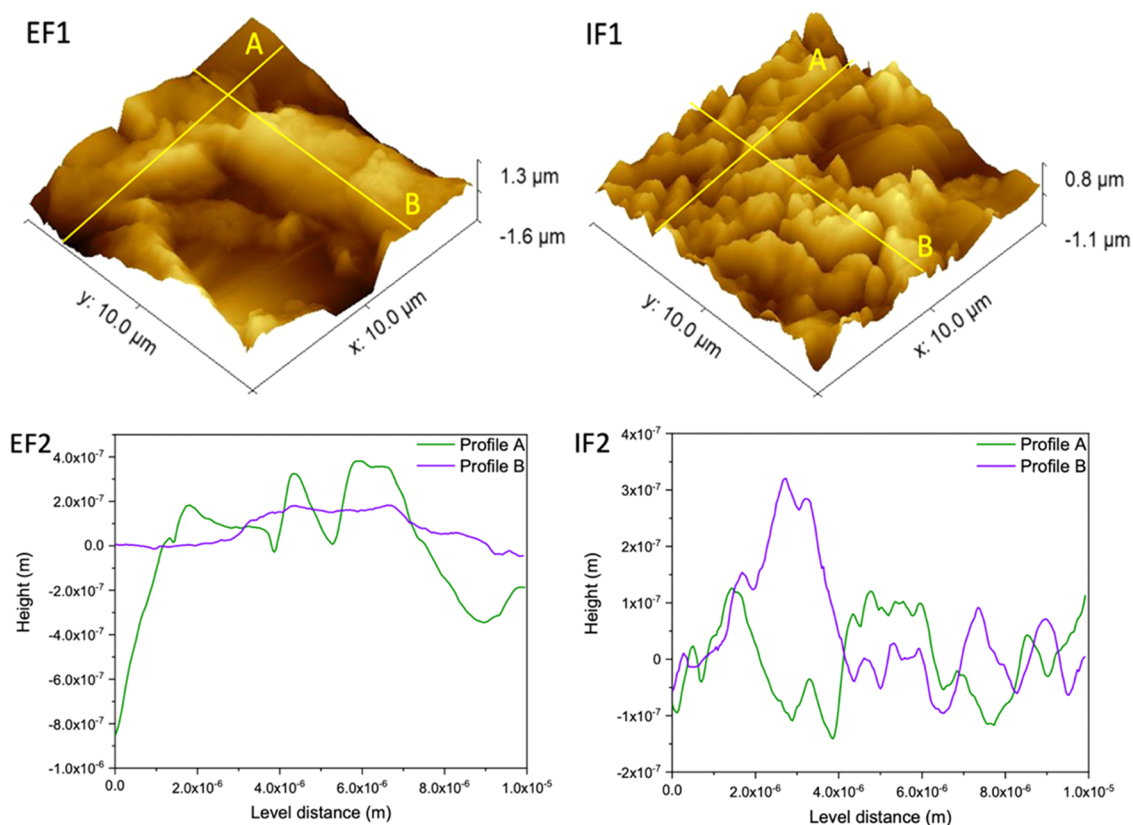 EF1
A
B
1.3 µm
-1.6 µm
y: 10.0 µm
x: 10.0 µm
IF1
A
B
0.8 µm
-1.1 µm
y: 10.0 µm
x: 10.0 µm
EF2
Profile A
Profile B
4.0x10-7
2.0x10-7
0.0
-2.0x10-7
-4.0x10-7
-6.0x10-7
-8.0x10-7
-1.0x10-6
Height (m)
0.0
2.0x10-6
4.0x10-6
6.0x10-6
8.0x10-6
1.0x10-5
Level distance (m)
IF2
Profile A
Profile B
4x10-7
3x10-7
2x10-7
1x10-7
0
-1x10-7
-2x10-7
Height (m)
0.0
2.0x10-6
4.0x10-6
6.0x10-6
8.0x10-6
1.0x10-5
Level distance (m)